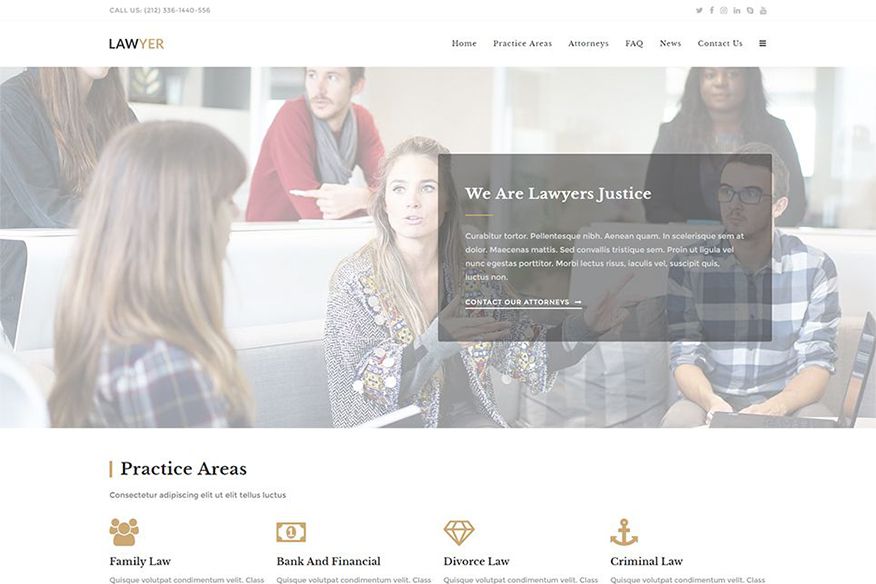 CALL US: (212) 336-1440-556
LAWYER
Home Practice Areas Attorneys FAQ News Contact Us
We Are Lawyers Justice
Curabitur tortor. Pellentesque nibh. Aenean quam. In scelerisque sem at
dolor. Maecenas mattis. Sed convallis tristique sem. Proin ut ligula vel
nunc egestas porttitor. Morbi lectus risus, iaculis vel, suscipit quis,
luctus non.
CONTACT OUR ATTORNEYS →
Practice Areas
Consectetur adipiscing elit ut elit tellus luctus
Family Law
Quisque volutpat condimentum velit. Class
Bank And Financial
Quisque volutpat condimentum velit. Class
Divorce Law
Quisque volutpat condimentum velit. Class
Criminal Law
Quisque volutpat condimentum velit. Class